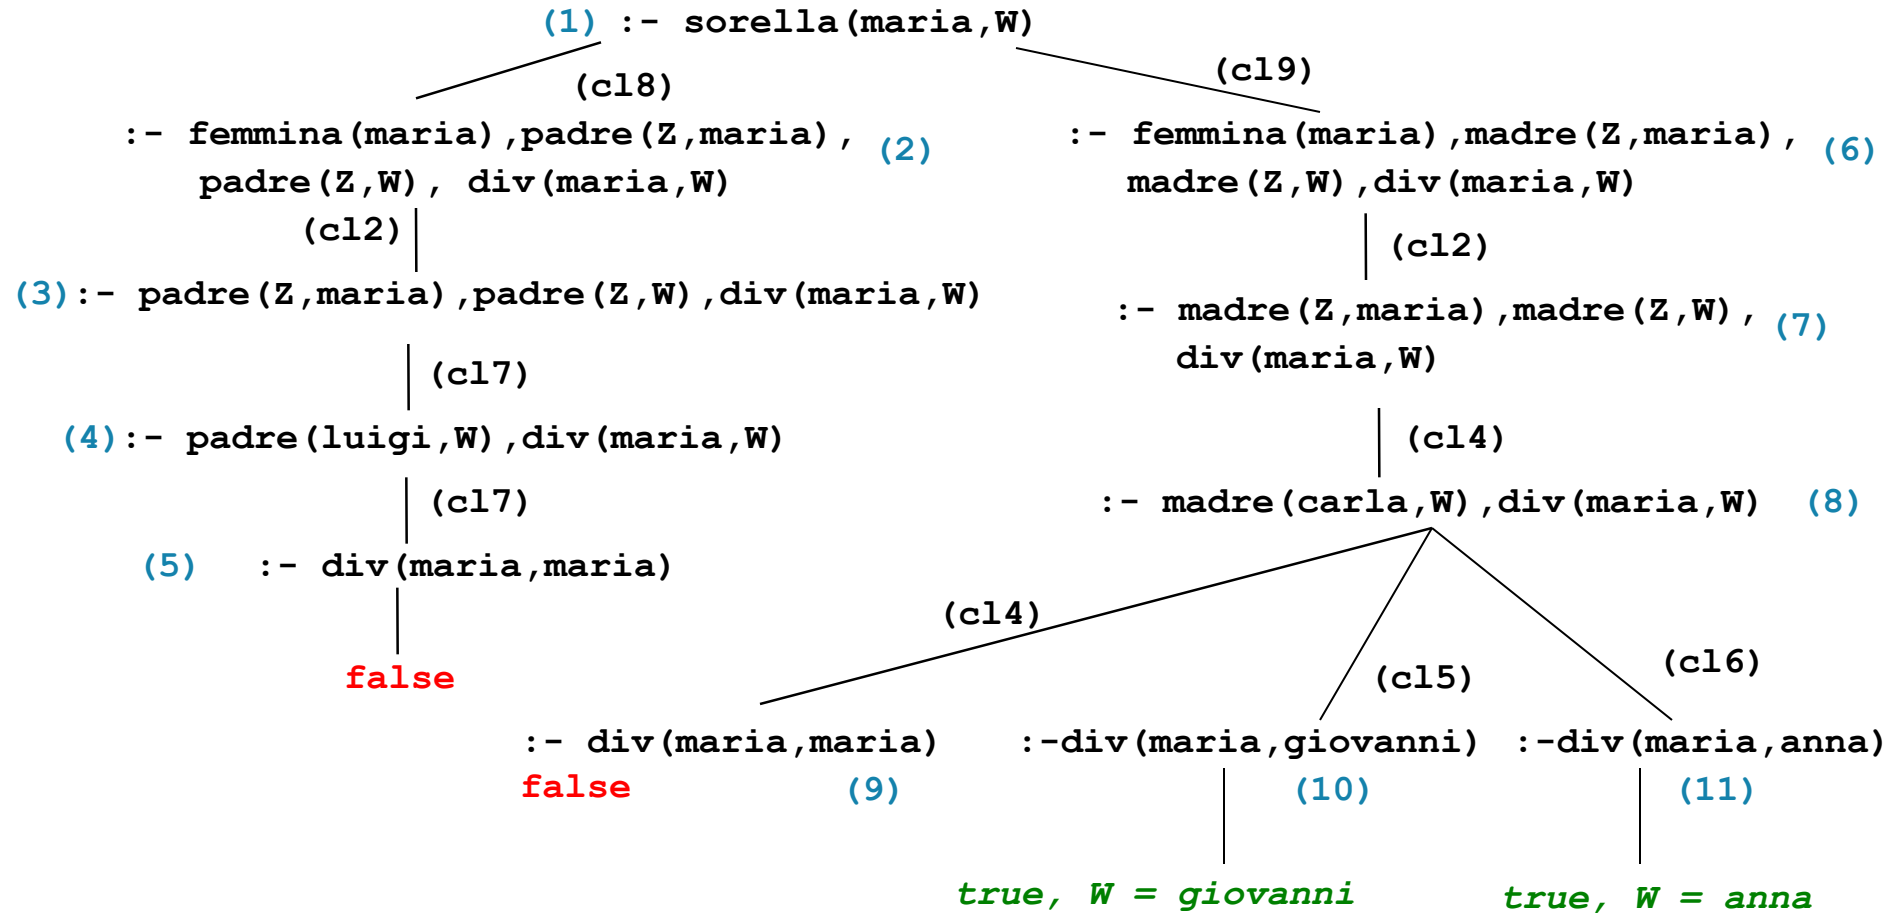 (1) :- sorella(maria,W)
(cl8)
(cl9)
:- femmina(maria),padre(Z,maria), (2)
padre(Z,W), div(maria,W)
:- femmina(maria),madre(Z,maria), (6)
madre(Z,W),div(maria,W)
(cl2)
(cl2)
(3):- padre(Z,maria),padre(Z,W),div(maria,W)
:- madre(Z,maria),madre(Z,W), (7)
div(maria,W)
(cl7)
(4):- padre(luigi,W),div(maria,W)
(cl4)
(cl7)
:- madre(carla,W),div(maria,W) (8)
(5) :- div(maria,maria)
false
(cl4)
(cl5)
(cl6)
:- div(maria,maria)
false (9)
:-div(maria,giovanni)
(10)
:-div(maria,anna)
(11)
true, W = giovanni
true, W = anna